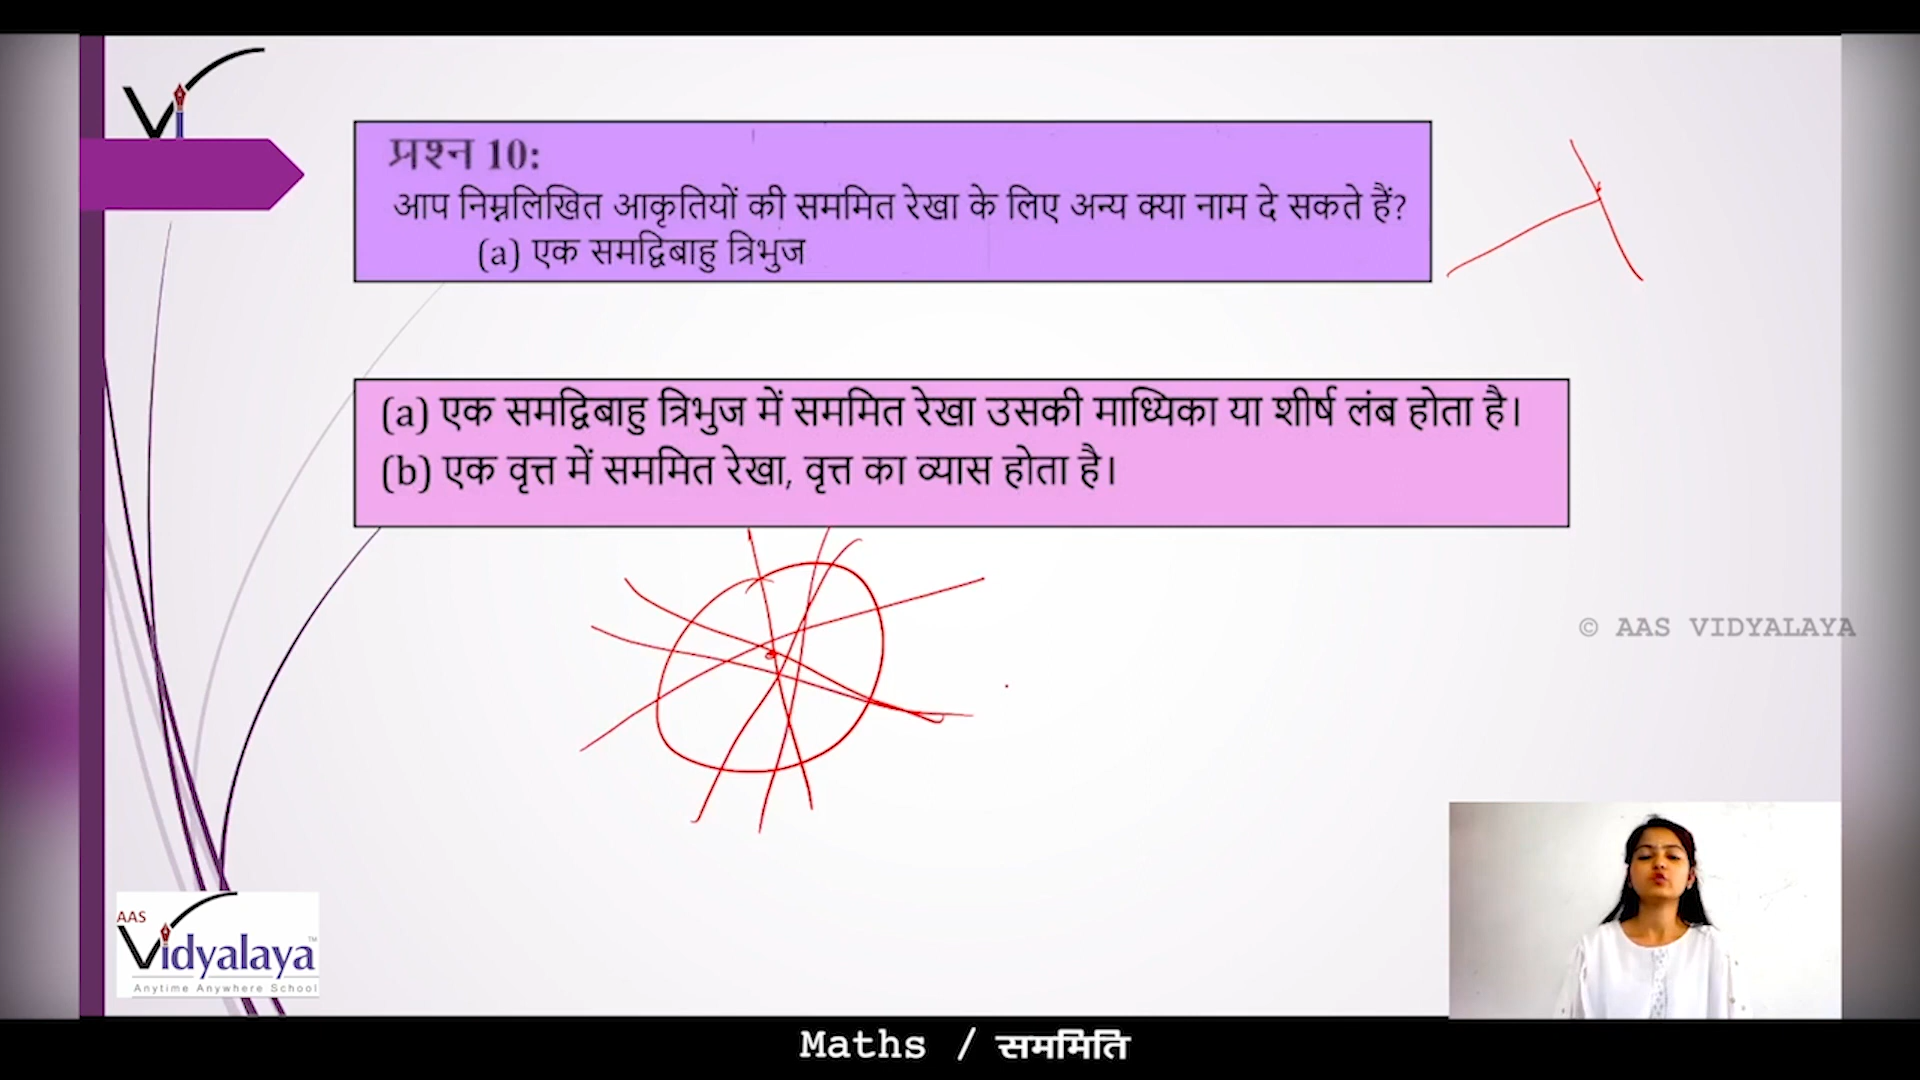 प्रश्न 10:
आप निम्नलिखित आकृतियों की सममित रेखा के लिए अन्य क्या नाम दे सकते हैं?
(a) एक समद्विबाहु त्रिभुज
(a) एक समद्विबाहु त्रिभुज में सममित रेखा उसकी माध्यिका या शीर्ष लंब होता है।
(b) एक वृत्त में सममित रेखा, वृत्त का व्यास होता है।
© AAS VIDYALAYA
AAS
Vidyalaya™
Anytime Anywhere School
Maths / सममिति